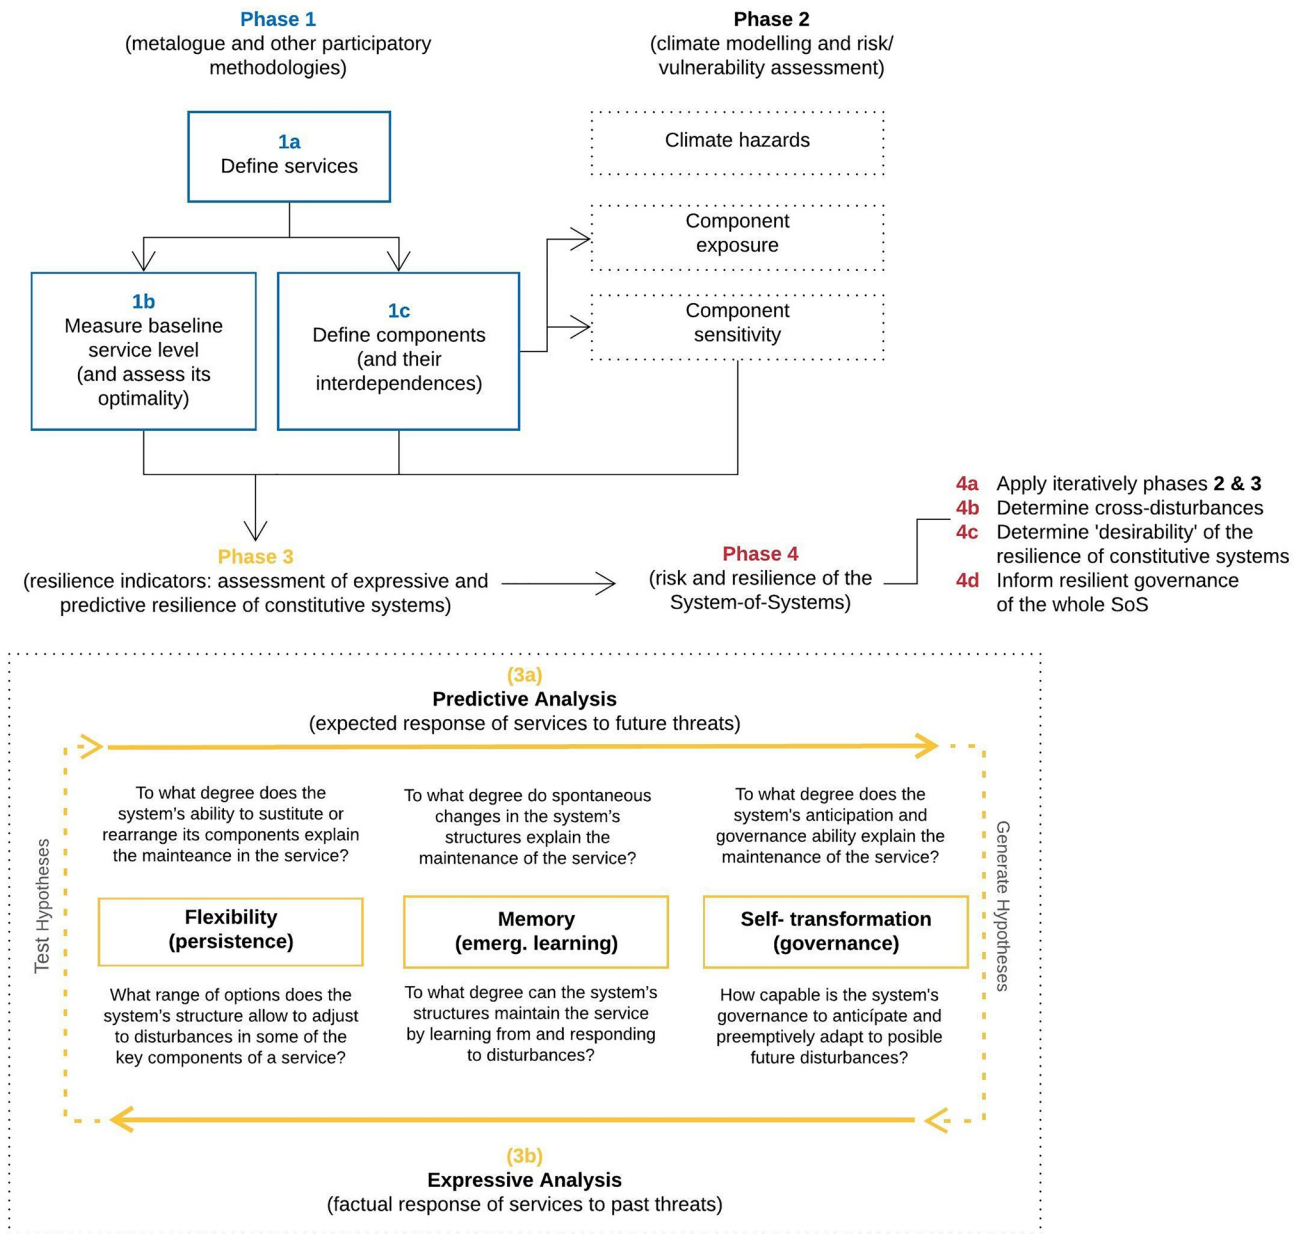 Phase 1
(metalogue and other participatory
methodologies)
Phase 2
(climate modelling and risk/
vulnerability assessment)
1a
Define services
Climate hazards
Component
exposure
Component
sensitivity
1b
Measure baseline
service level
(and assess its
optimality)
1c
Define components
(and their
interdependences)
Phase 3
(resilience indicators: assessment of expressive and
predictive resilience of constitutive systems)
Phase 4
(risk and resilience of the
System-of-Systems)
4a Apply iteratively phases 2 & 3
4b Determine cross-disturbances
4c Determine 'desirability' of the
resilience of constitutive systems
4d Inform resilient governance
of the whole SoS
(3a)
Predictive Analysis
(expected response of services to future threats)
Test Hypotheses
To what degree does the
system's ability to sustitute or
rearrange its components explain
the mainteance in the service?
To what degree do spontaneous
changes in the system's
structures explain the
maintenance of the service?
To what degree does the
system's anticipation and
governance ability explain the
maintenance of the service?
Generate Hypotheses
Flexibility
(persistence)
Memory
(emerg. learning)
Self- transformation
(governance)
What range of options does the
system's structure allow to adjust
to disturbances in some of the
key components of a service?
To what degree can the system's
structures maintain the service
by learning from and responding
to disturbances?
How capable is the system's
governance to antícipate and
preemptively adapt to posible
future disturbances?
(3b)
Expressive Analysis
(factual response of services to past threats)